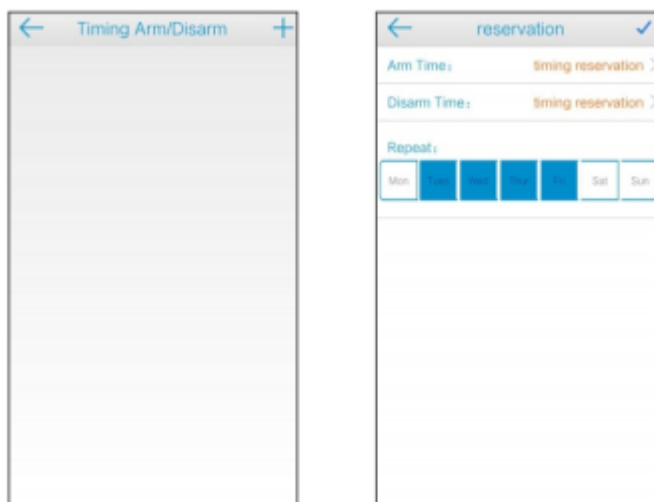 Timing Arm/Disarm
reservation
Arm Time: timing reservation
Disarm Time: timing reservation
Repeat:
Mon Tues Wed Thur Fri Sat Sun